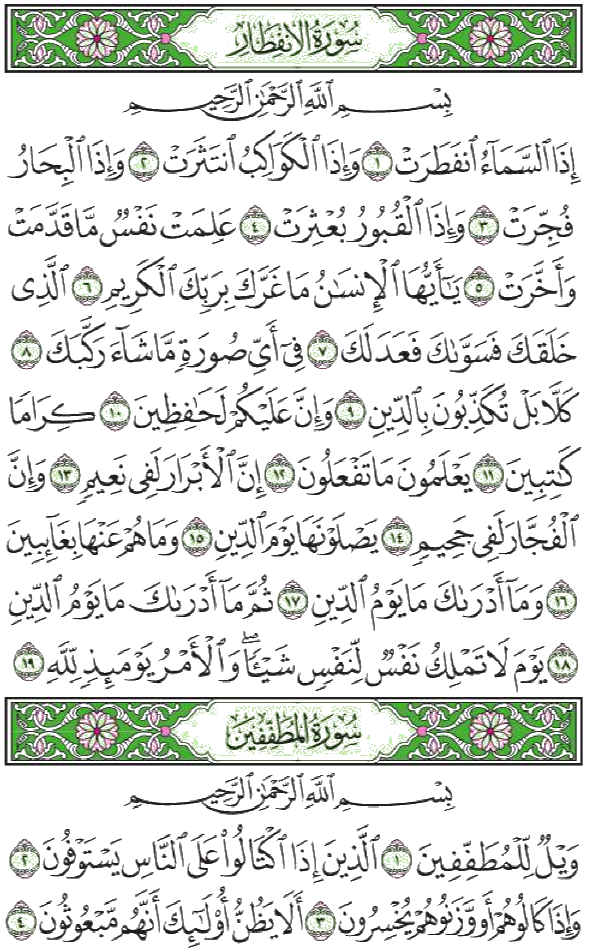 سُورَةُ الانفِطَارِ
بِسْمِ ٱللَّهِ ٱلرَّحْمَٰنِ ٱلرَّحِيمِ
إِذَا ٱلسَّمَآءُ ٱنفَطَرَتْ ١ وَإِذَا ٱلْكَوَاكِبُ ٱنتَثَرَتْ ٢ وَإِذَا ٱلْبِحَارُ
فُجِّرَتْ ٣ وَإِذَا ٱلْقُبُورُ بُعْثِرَتْ ٤ عَلِمَتْ نَفْسٌ مَّا قَدَّمَتْ
وَأَخَّرَتْ ٥ يَٰٓأَيُّهَا ٱلْإِنسَٰنُ مَا غَرَّكَ بِرَبِّكَ ٱلْكَرِيمِ ٦ ٱلَّذِى
خَلَقَكَ فَسَوَّىٰكَ فَعَدَلَكَ ٧ فِىٓ أَىِّ صُورَةٍ مَّا شَآءَ رَكَّبَكَ ٨
كَلَّا بَلْ تُكَذِّبُونَ بِٱلدِّينِ ٩ وَإِنَّ عَلَيْكُمْ لَحَٰفِظِينَ ١٠ كِرَامًا
كَٰتِبِينَ ١١ يَعْلَمُونَ مَا تَفْعَلُونَ ١٢ إِنَّ ٱلْأَبْرَارَ لَفِى نَعِيمٍ ١٣ وَإِنَّ
ٱلْفُجَّارَ لَفِى جَحِيمٍ ١٤ يَصْلَوْنَهَا يَوْمَ ٱلدِّينِ ١٥ وَمَا هُمْ عَنْهَا بِغَآئِبِينَ
١٦ وَمَآ أَدْرَىٰكَ مَا يَوْمُ ٱلدِّينِ ١٧ ثُمَّ مَآ أَدْرَىٰكَ مَا يَوْمُ ٱلدِّينِ
١٨ يَوْمَ لَا تَمْلِكُ نَفْسٌ لِّنَفْسٍ شَيْـًٔا ۖ وَٱلْأَمْرُ يَوْمَئِذٍ لِّلَّهِ ١٩
سُورَةُ المُطَفِّفِينَ
بِسْمِ ٱللَّهِ ٱلرَّحْمَٰنِ ٱلرَّحِيمِ
وَيْلٌ لِّلْمُطَفِّفِينَ ١ ٱلَّذِينَ إِذَا ٱكْتَالُوا۟ عَلَى ٱلنَّاسِ يَسْتَوْفُونَ ٢
وَإِذَا كَالُوهُمْ أَو وَّزَنُوهُمْ يُخْسِرُونَ ٣ أَلَا يَظُنُّ أُو۟لَٰٓئِكَ أَنَّهُم مَّبْعُوثُونَ ٤